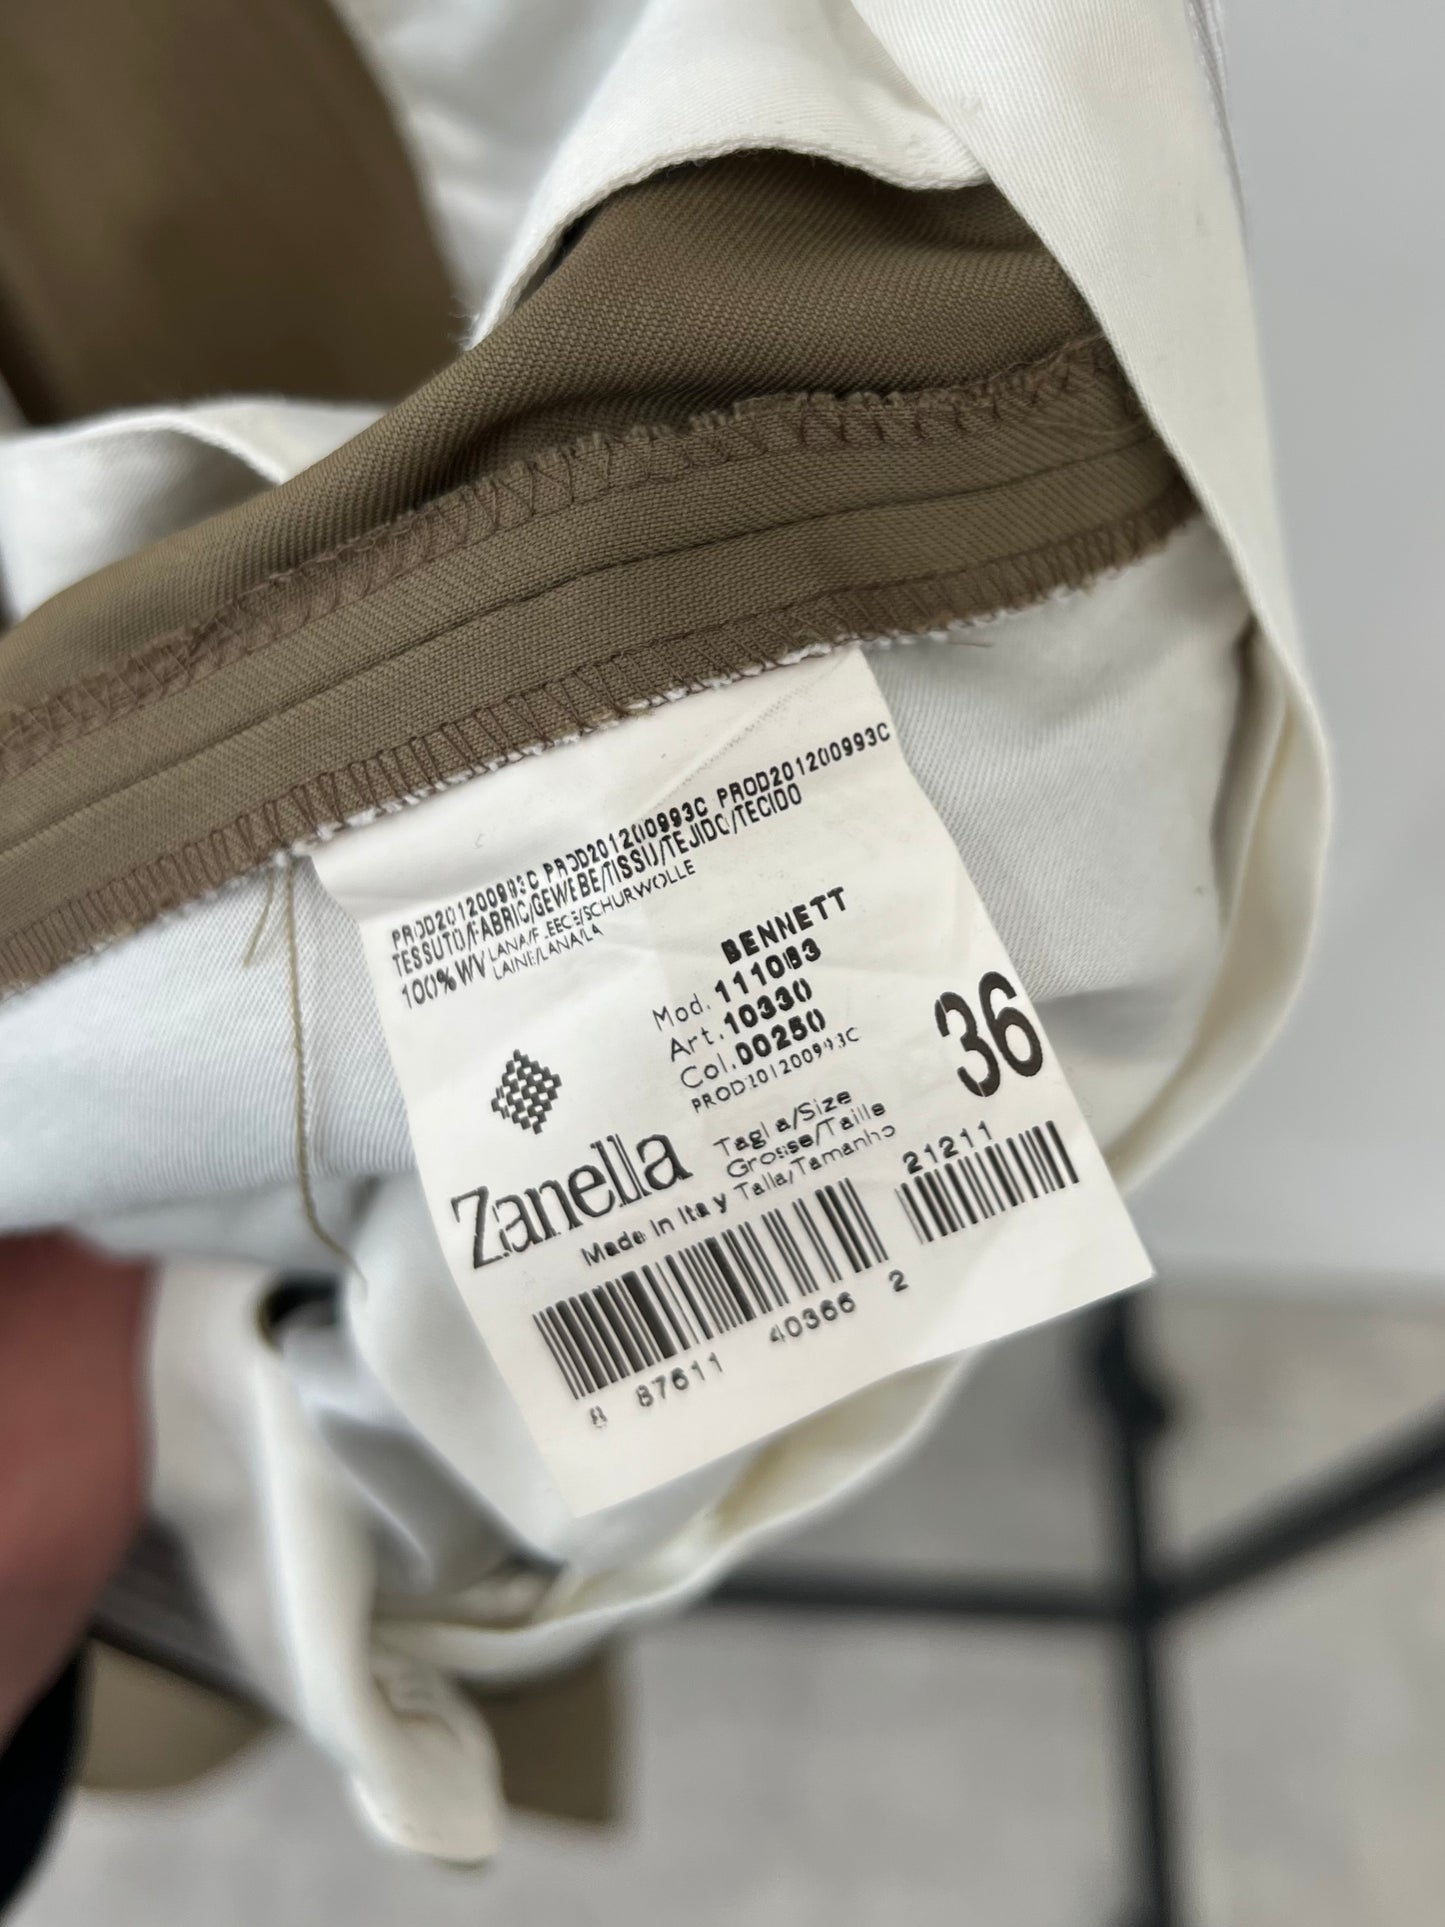 PROD201200993C PROD201200993C PROD201200993C
TESSUTO/FABRIC/GEWEBE/TISSU/TEJIDO/TECIDO
100%WV LANA/FLEECE/SCHURWOLLE
LAINE/LANA/LA
BENNETT
Mod. 111083
Art. 10330
Col. 00250
PROD201200993C
36
Zanella
Taglia/Size
Grosse/Taille
Talla/Tamanho
Made In Italy
21211
8 87611 40366 2